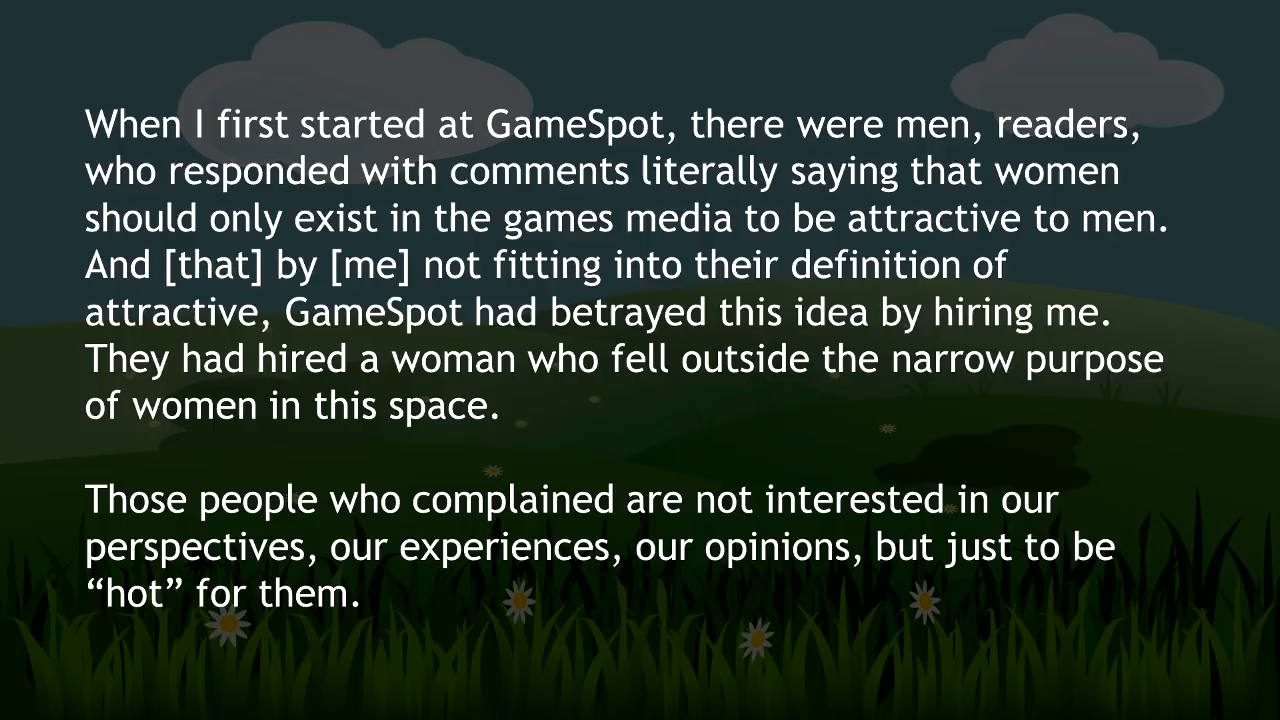 When I first started at GameSpot, there were men, readers,
who responded with comments literally saying that women
should only exist in the games media to be attractive to men.
And [that] by [me] not fitting into their definition of
attractive, GameSpot had betrayed this idea by hiring me.
They had hired a woman who fell outside the narrow purpose
of women in this space.
Those people who complained are not interested in our
perspectives, our experiences, our opinions, but just to be
“hot” for them.